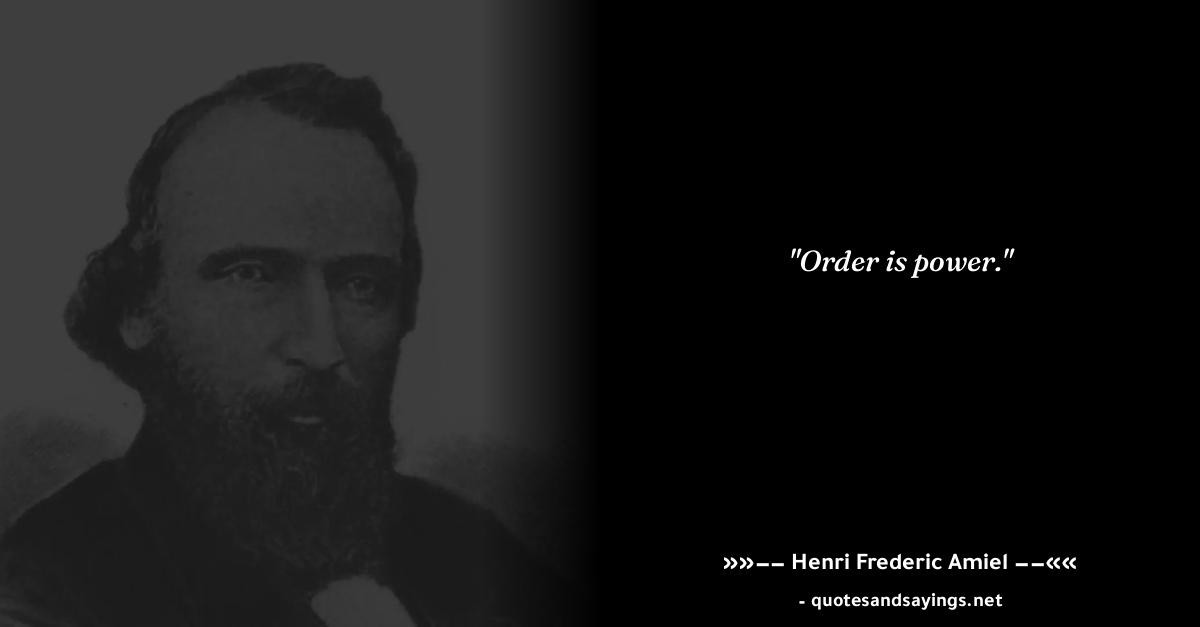 "Order is power."
»»−− Henri Frederic Amiel −−««
- quotesandsayings.net